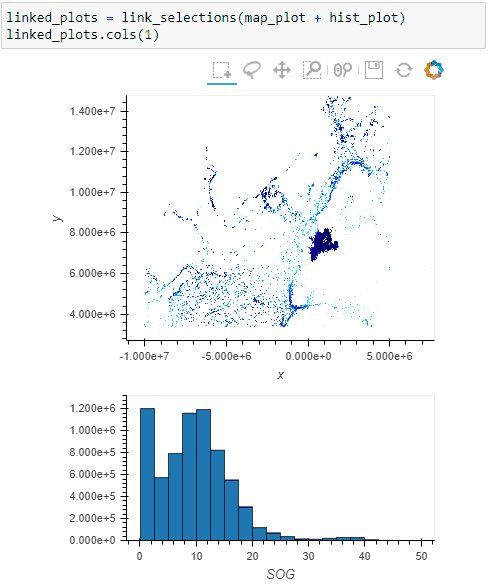 linked_plots = link_selections(map_plot + hist_plot)
linked_plots.cols(1)
1.400e+7
1.200e+7
1.000e+7
8.000e+6
6.000e+6
4.000e+6
y
-1.000e+7 -5.000e+6 0.000e+0 5.000e+6
x
1.200e+6
1.000e+6
8.000e+5
6.000e+5
4.000e+5
2.000e+5
0.000e+0
0 10 20 30 40 50
SOG